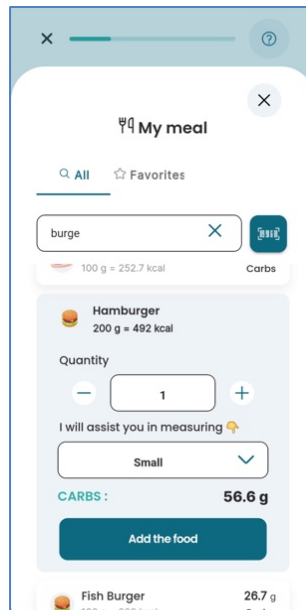 My meal
All
Favorites
burge
100 g = 252.7 kcal
Carbs
Hamburger
200 g = 492 kcal
Quantity
1
I will assist you in measuring 👇
Small
CARBS :
56.6 g
Add the food
Fish Burger
26.7 g